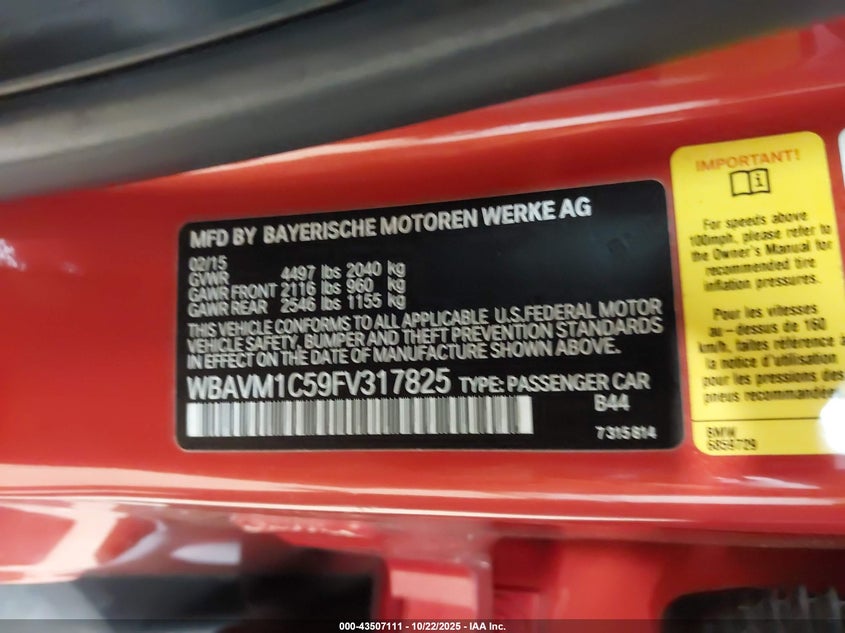 MFD BY BAYERISCHE MOTOREN WERKE AG
02/15
GVWR 4497 lbs 2040 kg
GAWR FRONT 2116 lbs 960 kg
GAWR REAR 2546 lbs 1155 kg
THIS VEHICLE CONFORMS TO ALL APPLICABLE U.S.FEDERAL MOTOR
VEHICLE SAFETY, BUMPER AND THEFT PREVENTION STANDARDS
IN EFFECT ON THE DATE OF MANUFACTURE SHOWN ABOVE.
WBAVM1C59FV317825 TYPE: PASSENGER CAR
B44
7315814
IMPORTANT!
For speeds above
100mph, please refer to
the Owner's Manual for
recommended tire
inflation pressures.
Pour les vitesses
au-dessus de 160
km/h, faites référence à
la notice d'utilisation
pour les pressions des
pneus recommandées
BMW
6859729
000-43507111 - 10/22/2025 - IAA Inc.